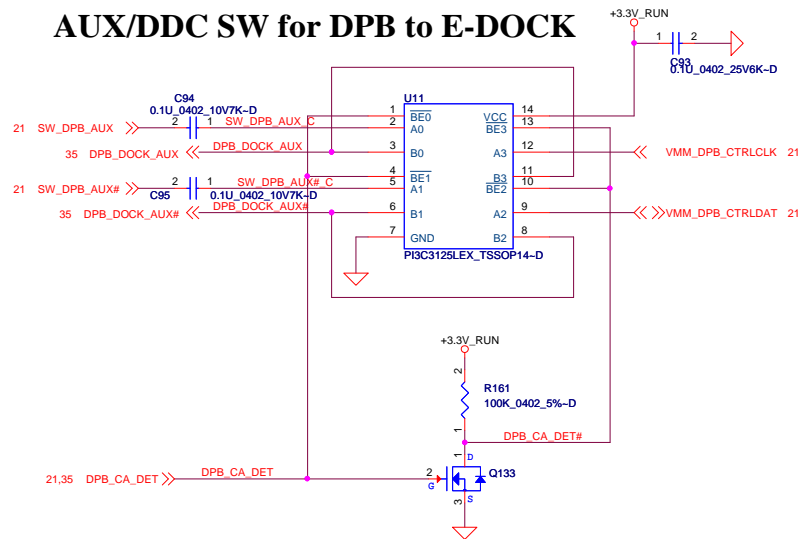 AUX/DDC SW for DPB to E-DOCK
+3.3V_RUN
1 2
C93
0.1U_0402_25V6K~D
U11
C94
0.1U_0402_10V7K~D
21 SW_DPB_AUX 2 1 SW_DPB_AUX_C
35 DPB_DOCK_AUX DPB_DOCK_AUX
21 SW_DPB_AUX# 2 1 SW_DPB_AUX#_C
C95 0.1U_0402_10V7K~D
35 DPB_DOCK_AUX# DPB_DOCK_AUX#
1 BE0 VCC 14
2 A0 BE3 13
3 B0 A3 12 VMM_DPB_CTRLCLK 21
4 BE1 B3 11
5 A1 BE2 10
6 B1 A2 9 VMM_DPB_CTRLDAT 21
7 GND B2 8
PI3C3125LEX_TSSOP14~D
+3.3V_RUN
2
R161
100K_0402_5%~D
1
DPB_CA_DET#
1 D
21,35 DPB_CA_DET DPB_CA_DET 2 G Q133
3 S